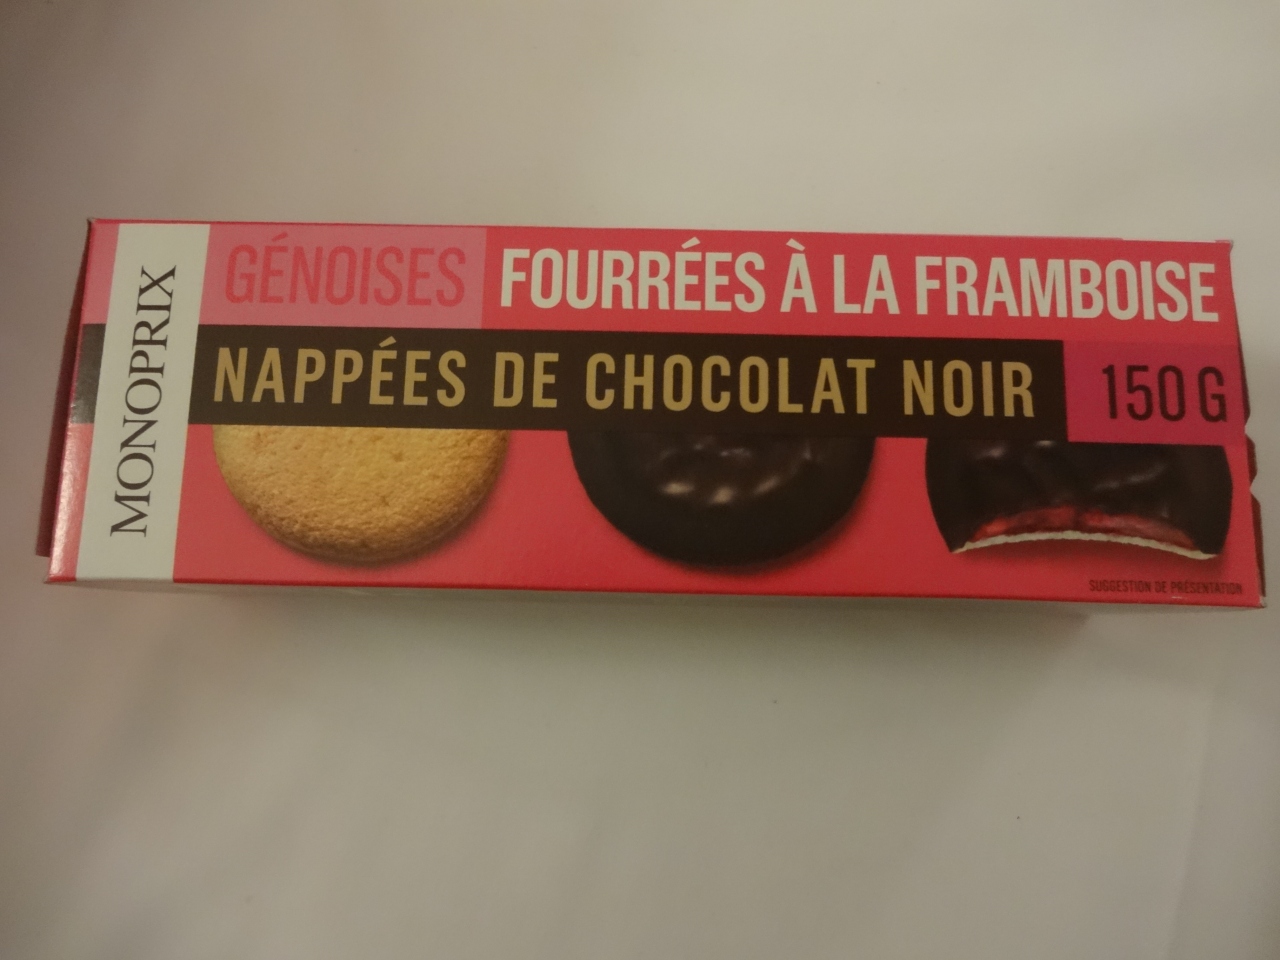 MONOPRIX
GÉNOISES FOURRÉES À LA FRAMBOISE
NAPPÉES DE CHOCOLAT NOIR 150 G
SUGGESTION DE PRÉSENTATION